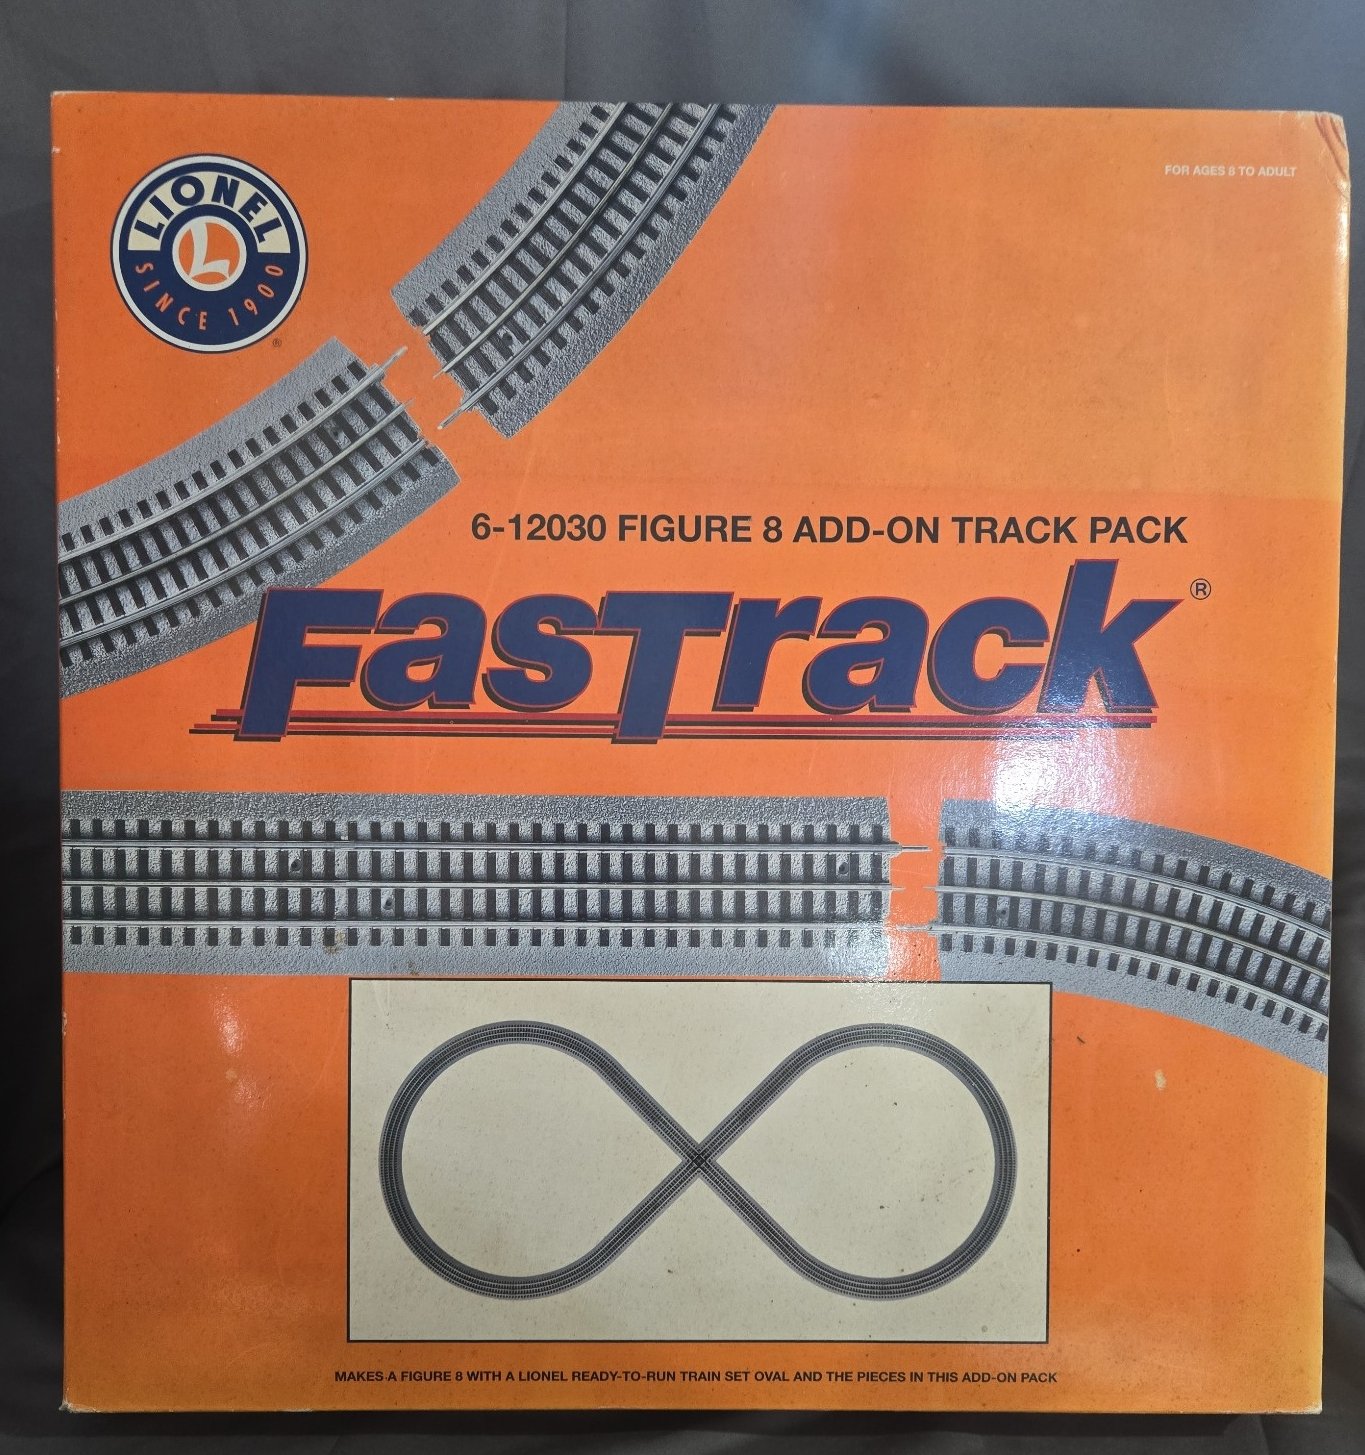 LIONEL
L
SINCE 1900
®
FOR AGES 8 TO ADULT
6-12030 FIGURE 8 ADD-ON TRACK PACK
FasTrack®
MAKES A FIGURE 8 WITH A LIONEL READY-TO-RUN TRAIN SET OVAL AND THE PIECES IN THIS ADD-ON PACK